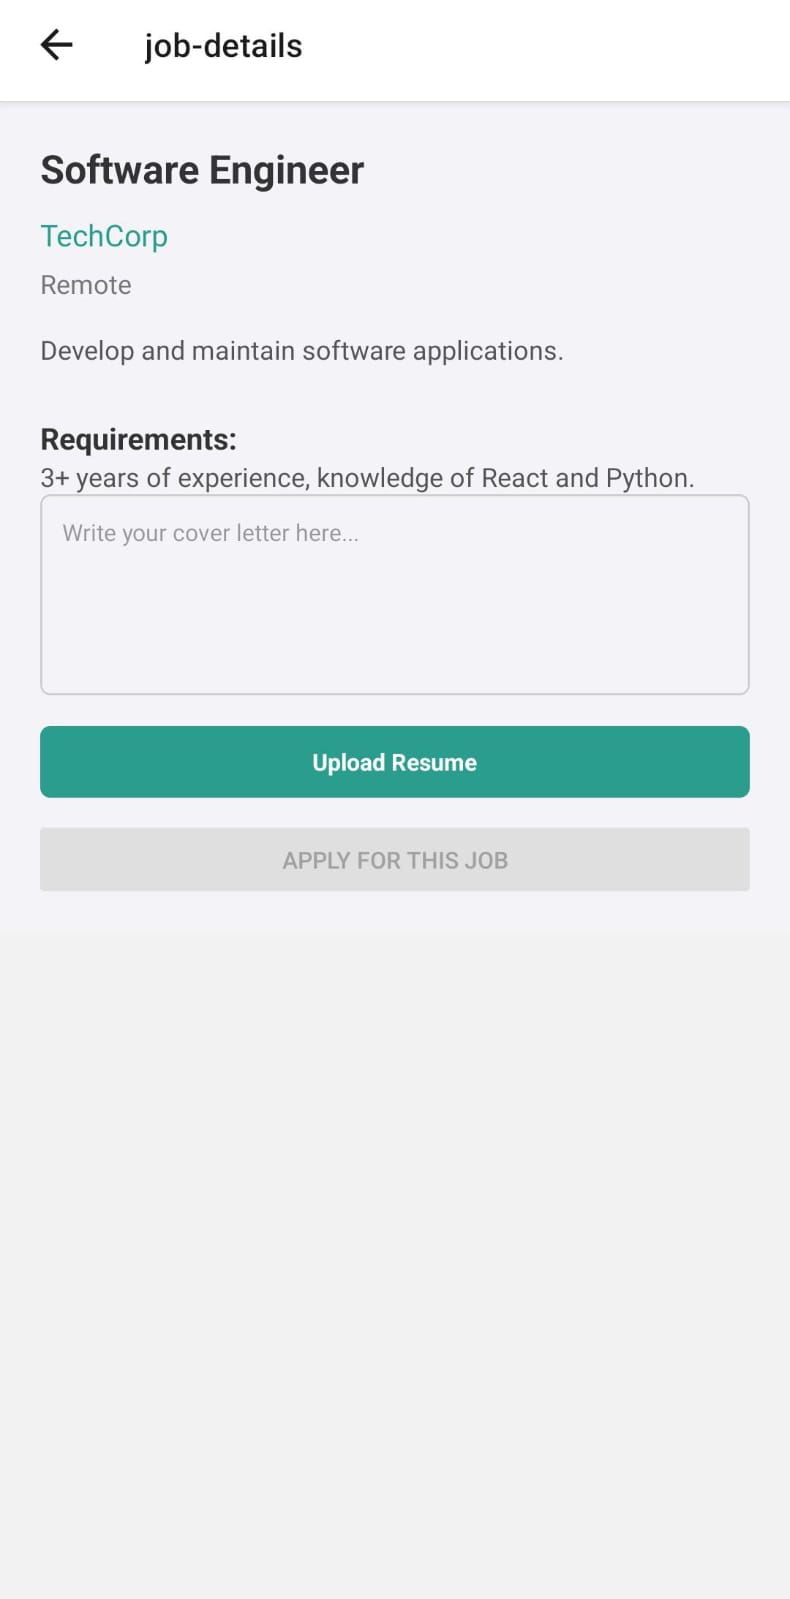 job-details
Software Engineer
TechCorp
Remote
Develop and maintain software applications.
Requirements:
3+ years of experience, knowledge of React and Python.
Write your cover letter here...
Upload Resume
APPLY FOR THIS JOB